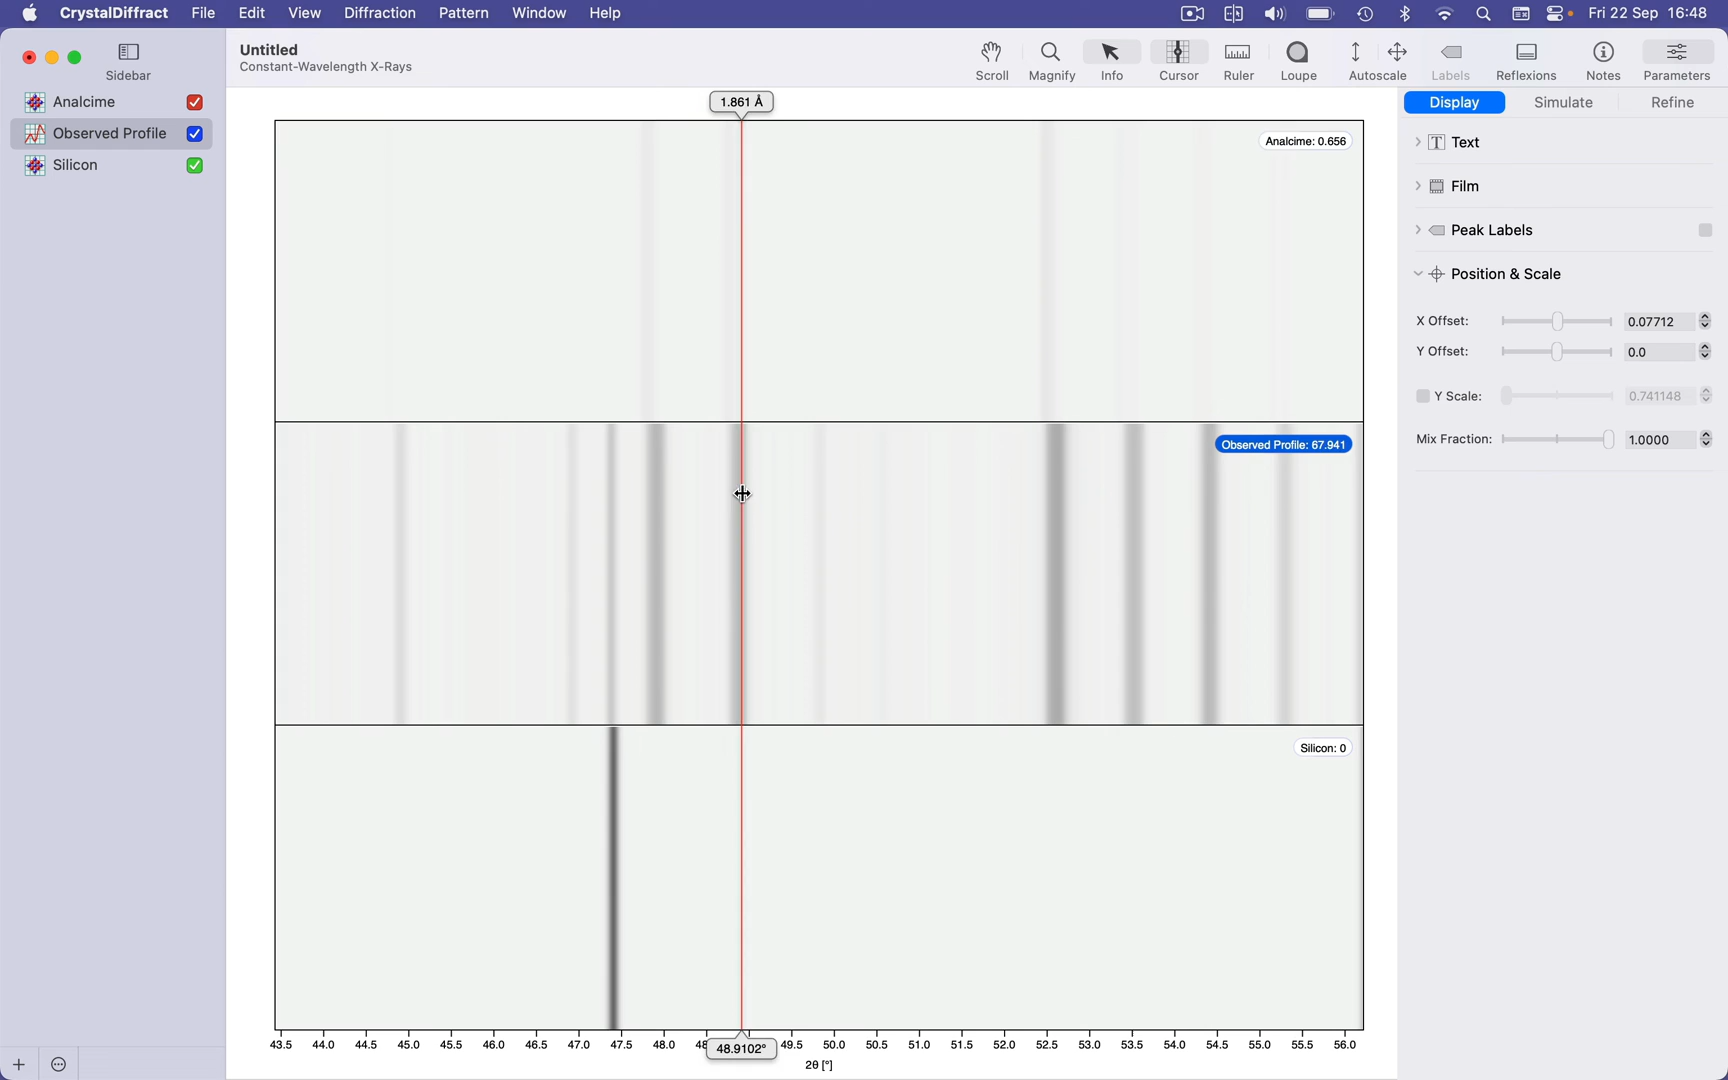 CrystalDiffract File Edit View Diffraction Pattern Window Help Fri 22 Sep 16:48
Sidebar
Untitled
Constant-Wavelength X-Rays
Scroll Magnify Info Cursor Ruler Loupe Autoscale Labels Reflexions Notes Parameters
Analcime
Observed Profile
Silicon
1.861 Å
Analcime: 0.656
Observed Profile: 67.941
Silicon: 0
43.5 44.0 44.5 45.0 45.5 46.0 46.5 47.0 47.5 48.0 48.9102° 49.5 50.0 50.5 51.0 51.5 52.0 52.5 53.0 53.5 54.0 54.5 55.0 55.5 56.0
2θ [°]
Display Simulate Refine
Text
Film
Peak Labels
Position & Scale
X Offset: 0.07712
Y Offset: 0.0
Y Scale: 0.741148
Mix Fraction: 1.0000